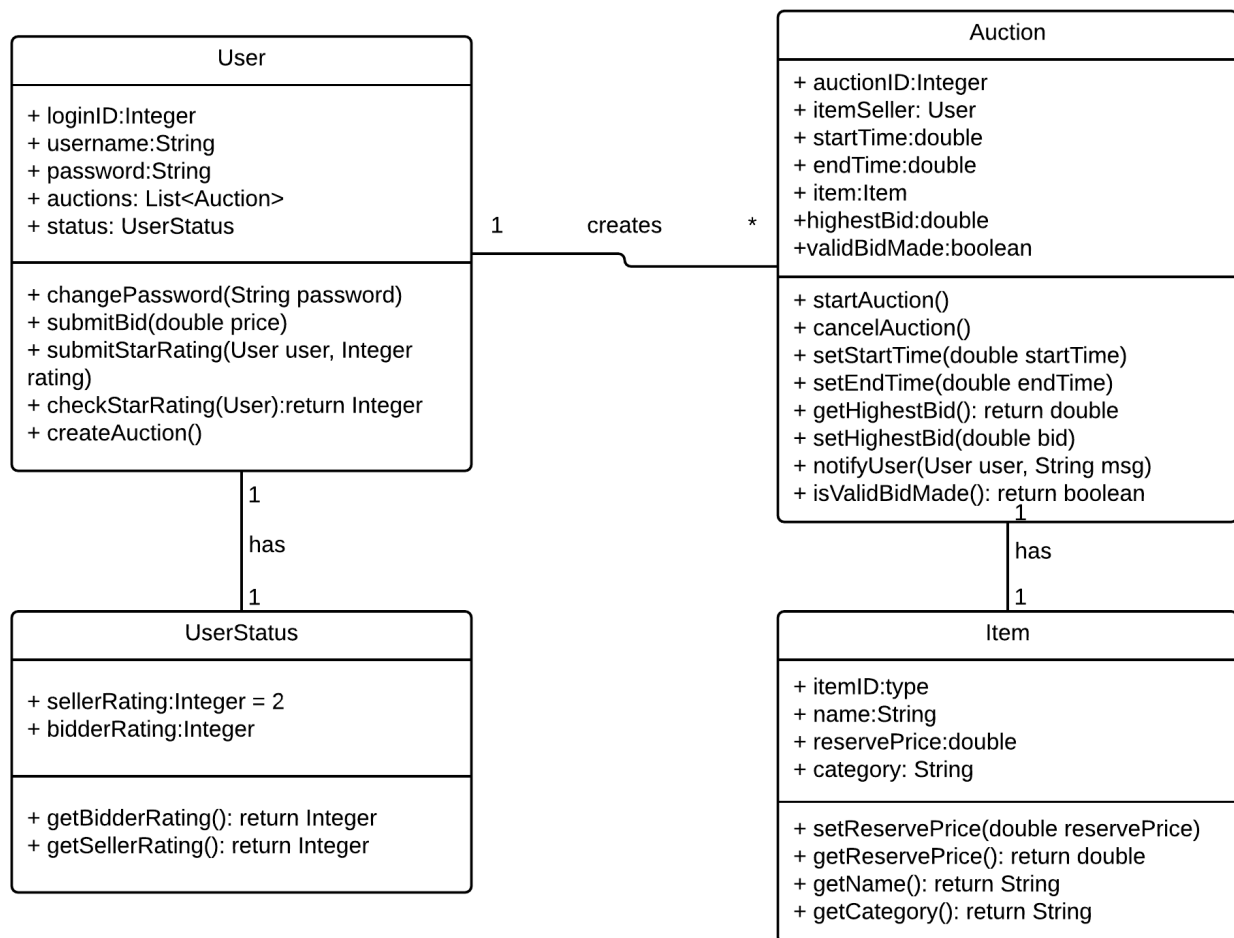 User
+ loginID:Integer
+ username:String
+ password:String
+ auctions: List<Auction>
+ status: UserStatus
+ changePassword(String password)
+ submitBid(double price)
+ submitStarRating(User user, Integer
rating)
+ checkStarRating(User):return Integer
+ createAuction()
1 creates *
Auction
+ auctionID:Integer
+ itemSeller: User
+ startTime:double
+ endTime:double
+ item:Item
+highestBid:double
+validBidMade:boolean
+ startAuction()
+ cancelAuction()
+ setStartTime(double startTime)
+ setEndTime(double endTime)
+ getHighestBid(): return double
+ setHighestBid(double bid)
+ notifyUser(User user, String msg)
+ isValidBidMade(): return boolean
1
has
1
UserStatus
+ sellerRating:Integer = 2
+ bidderRating:Integer
+ getBidderRating(): return Integer
+ getSellerRating(): return Integer
1
has
1
Item
+ itemID:type
+ name:String
+ reservePrice:double
+ category: String
+ setReservePrice(double reservePrice)
+ getReservePrice(): return double
+ getName(): return String
+ getCategory(): return String